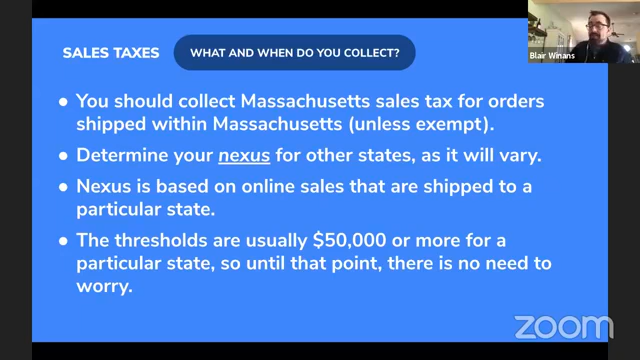 Blair Winans
SALES TAXES
WHAT AND WHEN DO YOU COLLECT?
• You should collect Massachusetts sales tax for orders
shipped within Massachusetts (unless exempt).
• Determine your nexus for other states, as it will vary.
• Nexus is based on online sales that are shipped to a
particular state.
• The thresholds are usually $50,000 or more for a
particular state, so until that point, there is no need to
worry.
zoom